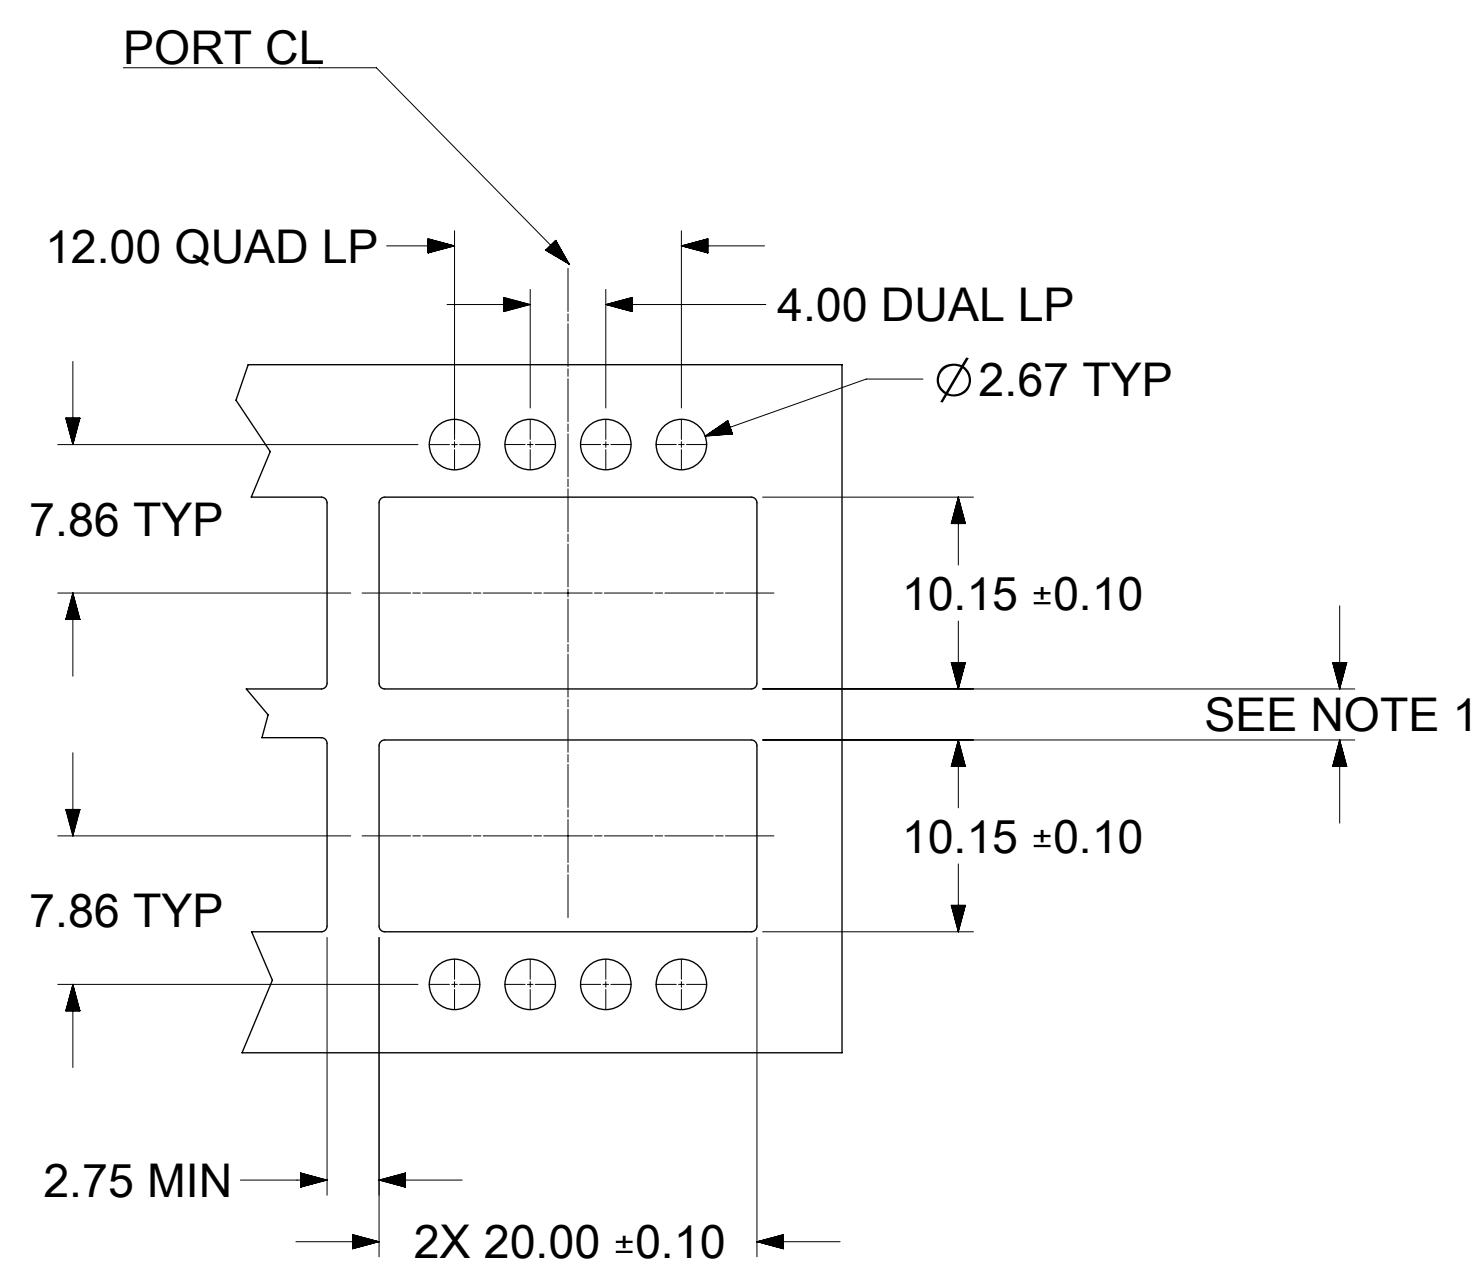 PORT CL
12.00 QUAD LP
4.00 DUAL LP
∅2.67 TYP
7.86 TYP
10.15 ±0.10
SEE NOTE 1
10.15 ±0.10
7.86 TYP
2.75 MIN
2X 20.00 ±0.10